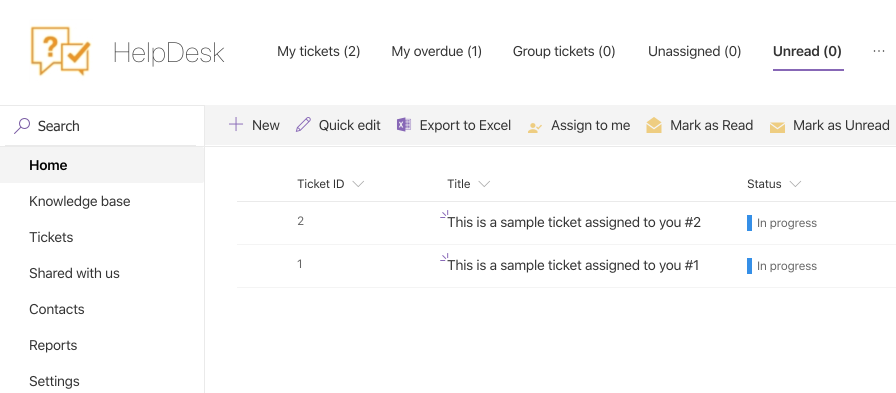 HelpDesk
My tickets (2) My overdue (1) Group tickets (0) Unassigned (0) Unread (0) ...
Search
New Quick edit Export to Excel Assign to me Mark as Read Mark as Unread
Home
Knowledge base
Tickets
Shared with us
Contacts
Reports
Settings
Ticket ID Title Status
2 This is a sample ticket assigned to you #2 In progress
1 This is a sample ticket assigned to you #1 In progress